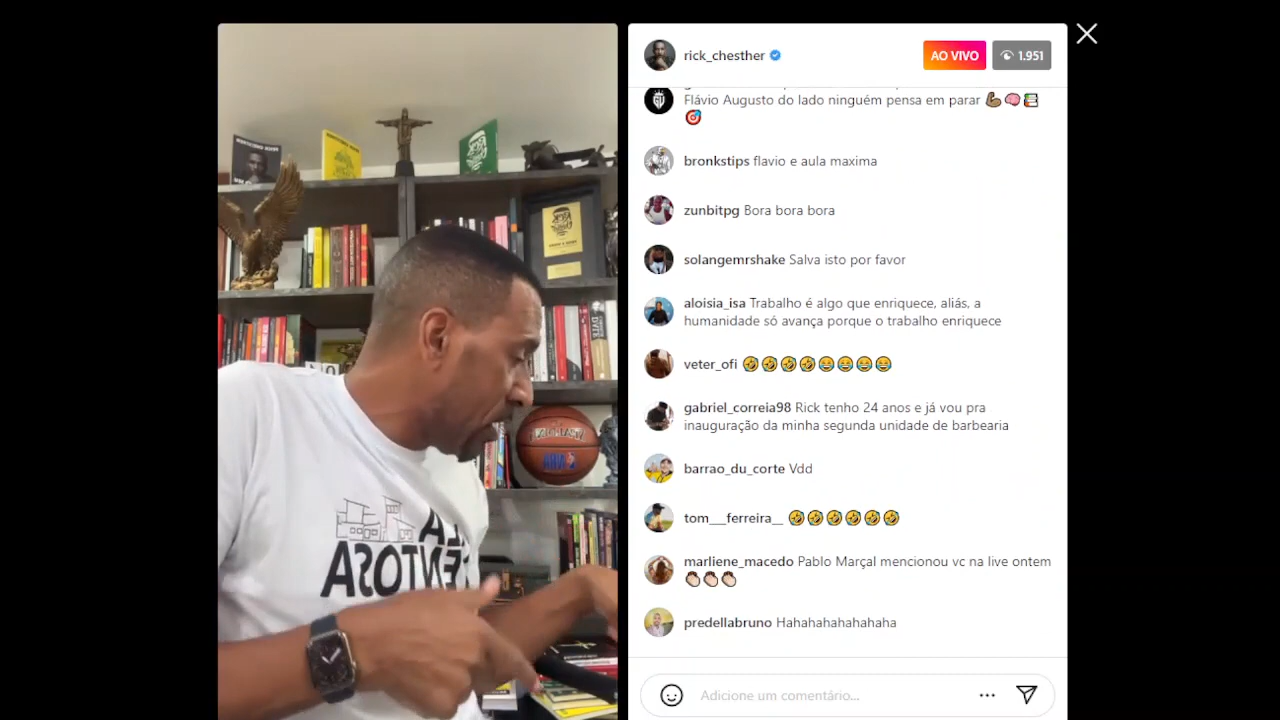 rick_chesther
AO VIVO
1.951
Flávio Augusto do lado ninguém pensa em parar 💪🏾🧠📚
🎯
bronkstips flavio e aula maxima
zunbitpg Bora bora bora
solangemrshake Salva isto por favor
aloisia_isa Trabalho é algo que enriquece, aliás, a
humanidade só avança porque o trabalho enriquece
veter_ofi 🤣🤣🤣🤣😂😂😂😂
gabriel_correia98 Rick tenho 24 anos e já vou pra
inauguração da minha segunda unidade de barbearia
barrao_du_corte Vdd
tom___ferreira__ 🤣🤣🤣🤣🤣🤣
marliene_macedo Pablo Marçal mencionou vc na live ontem
👏🏻👏🏻👏🏻
predellabruno Hahahahahahahaha
Adicione um comentário...